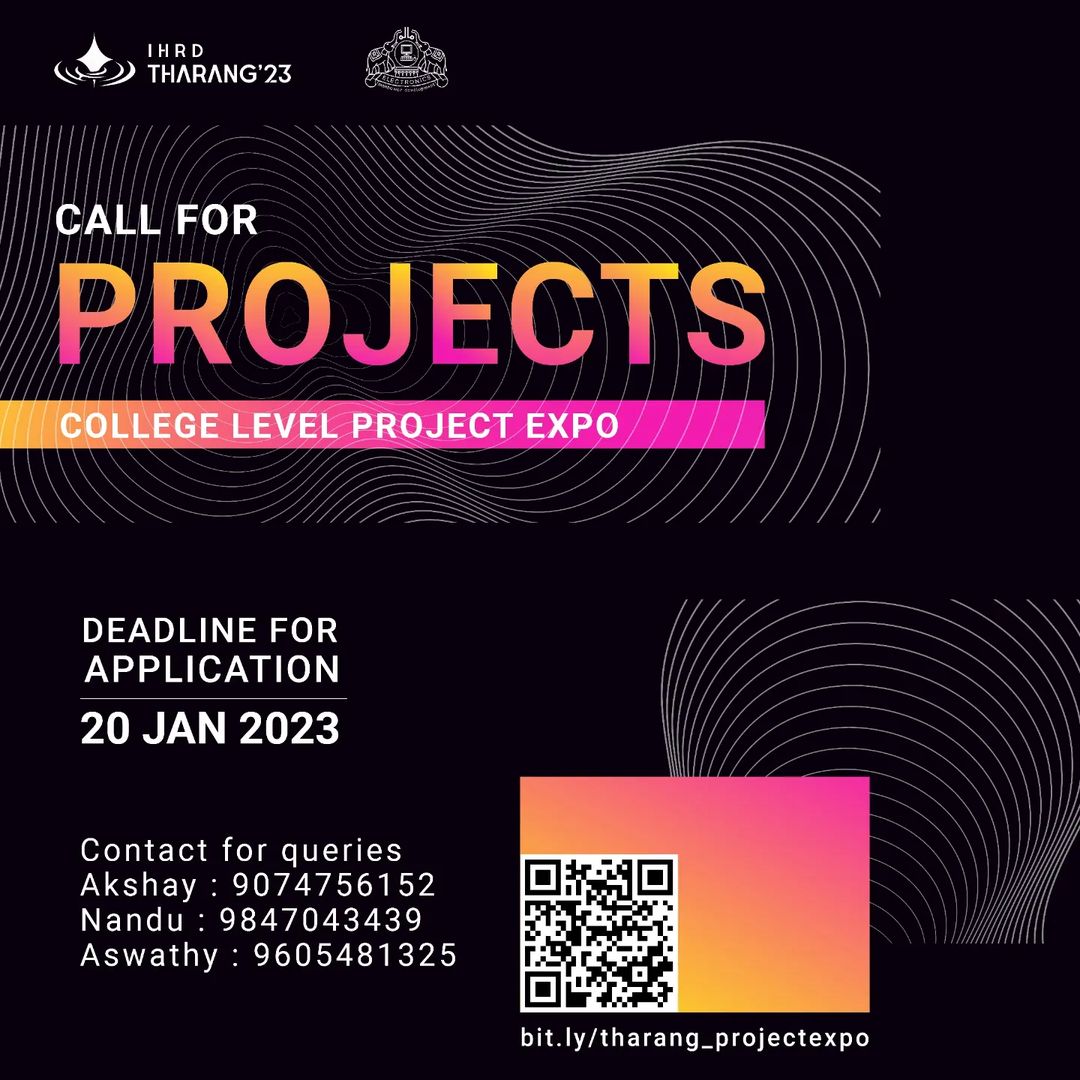 IHRD
THARANG'23
ELECTRONICS
CALL FOR
PROJECTS
COLLEGE LEVEL PROJECT EXPO
DEADLINE FOR
APPLICATION
20 JAN 2023
Contact for queries
Akshay : 9074756152
Nandu : 9847043439
Aswathy : 9605481325
bit.ly/tharang_projectexpo